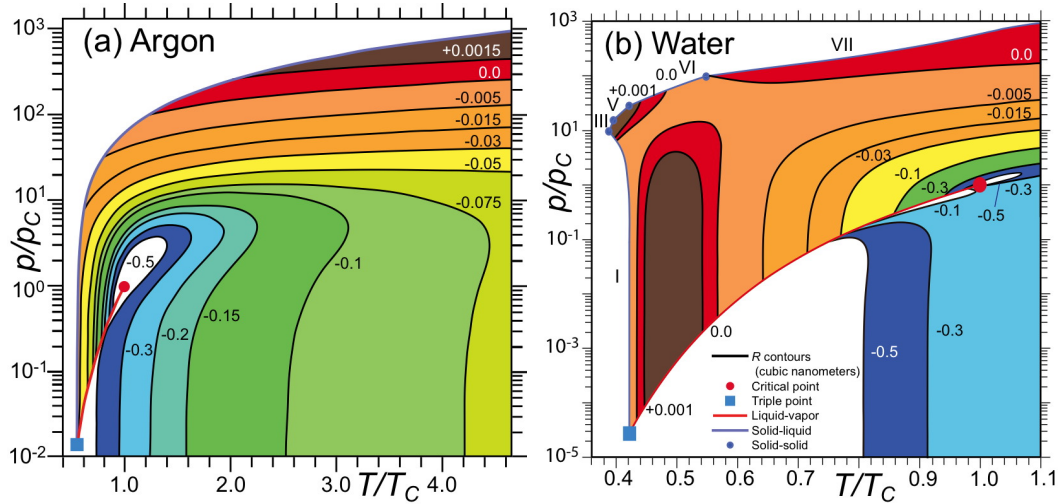 (a) Argon
10³
10²
10¹
10⁰
10⁻¹
10⁻²
p/p_C
1.0
2.0
3.0
4.0
T/T_C
+0.0015
0.0
-0.005
-0.015
-0.03
-0.05
-0.075
-0.1
-0.15
-0.2
-0.3
-0.5
(b) Water
10³
10¹
10⁻¹
10⁻³
10⁻⁵
p/p_C
0.4
0.5
0.6
0.7
T/T_C
0.9
1.0
1.1
VII
VI
0.0
+0.001
V
III
I
-0.005
-0.015
-0.03
-0.1
-0.3
-0.3
-0.5
-0.1
-0.5
-0.3
0.0
+0.001
R contours
(cubic nanometers)
Critical point
Triple point
Liquid-vapor
Solid-liquid
Solid-solid